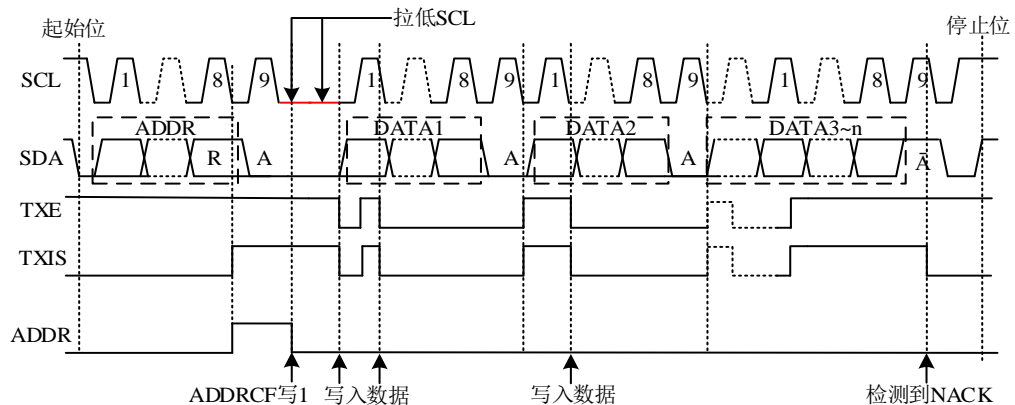 拉低SCL
起始位
停止位
SCL 1 8 9 1 8 9 1 8 9 1 8 9
ADDR DATA1 DATA2 DATA3~n
SDA R A A A Ā
TXE
TXIS
ADDR
ADDRCF写1 写入数据 写入数据 检测到NACK